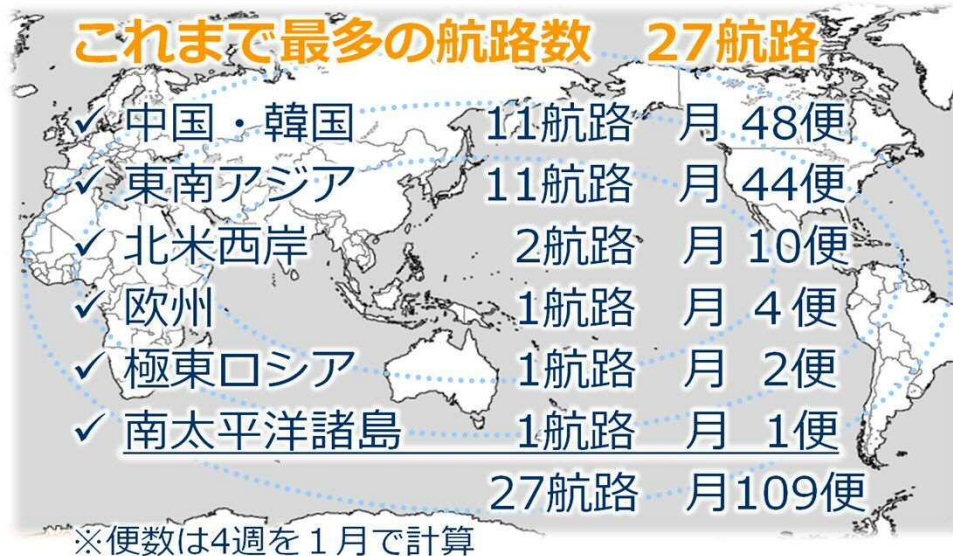 これまで最多の航路数 27航路
✓ 中国・韓国 11航路 月 48便
✓ 東南アジア 11航路 月 44便
✓ 北米西岸 2航路 月 10便
✓ 欧州 1航路 月 4便
✓ 極東ロシア 1航路 月 2便
✓ 南太平洋諸島 1航路 月 1便
27航路 月109便
※便数は4週を１月で計算